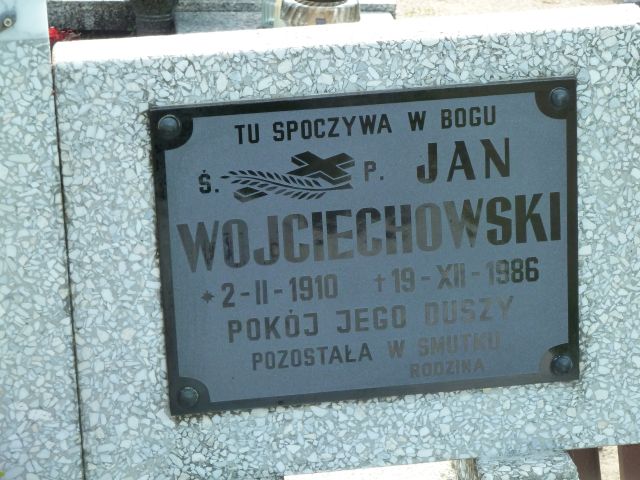 TU SPOCZYWA W BOGU
Ś. P. JAN
WOJCIECHOWSKI
* 2-II-1910 † 19-XII-1986
POKÓJ JEGO DUSZY
POZOSTAŁA W SMUTKU
RODZINA